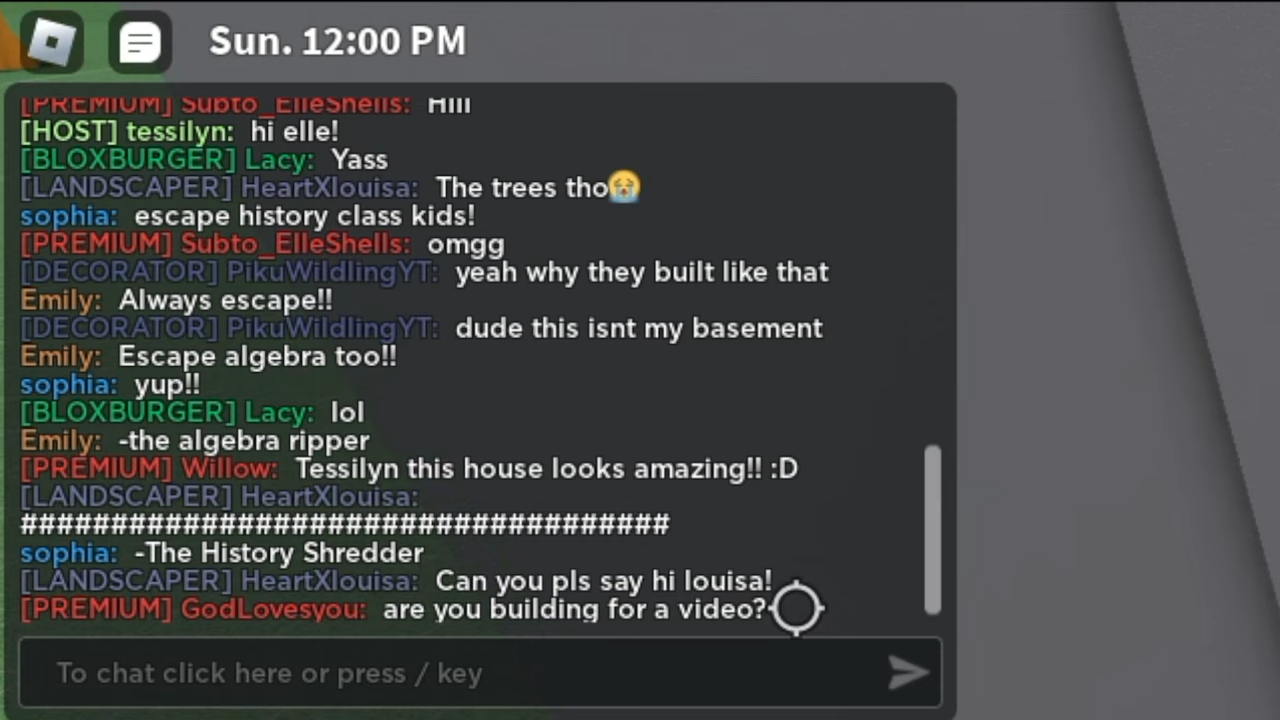 Sun. 12:00 PM
[PREMIUM] Subto_ElleShells: Hiii
[HOST] tessilyn: hi elle!
[BLOXBURGER] Lacy: Yass
[LANDSCAPER] HeartXlouisa: The trees tho😭
sophia: escape history class kids!
[PREMIUM] Subto_ElleShells: omgg
[DECORATOR] PikuWildlingYT: yeah why they built like that
Emily: Always escape!!
[DECORATOR] PikuWildlingYT: dude this isnt my basement
Emily: Escape algebra too!!
sophia: yup!!
[BLOXBURGER] Lacy: lol
Emily: -the algebra ripper
[PREMIUM] Willow: Tessilyn this house looks amazing!! :D
[LANDSCAPER] HeartXlouisa:
####################################
sophia: -The History Shredder
[LANDSCAPER] HeartXlouisa: Can you pls say hi louisa!
[PREMIUM] GodLovesyou: are you building for a video?
To chat click here or press / key